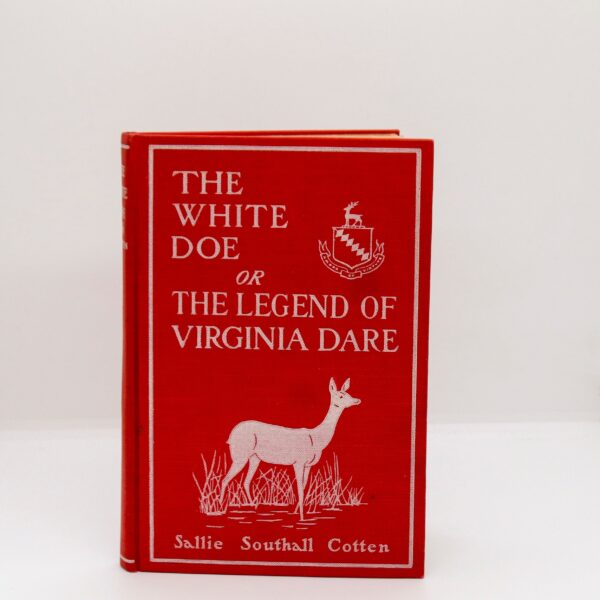 THE
WHITE
DOE
OR
THE LEGEND OF
VIRGINIA DARE
Sallie Southall Cotten